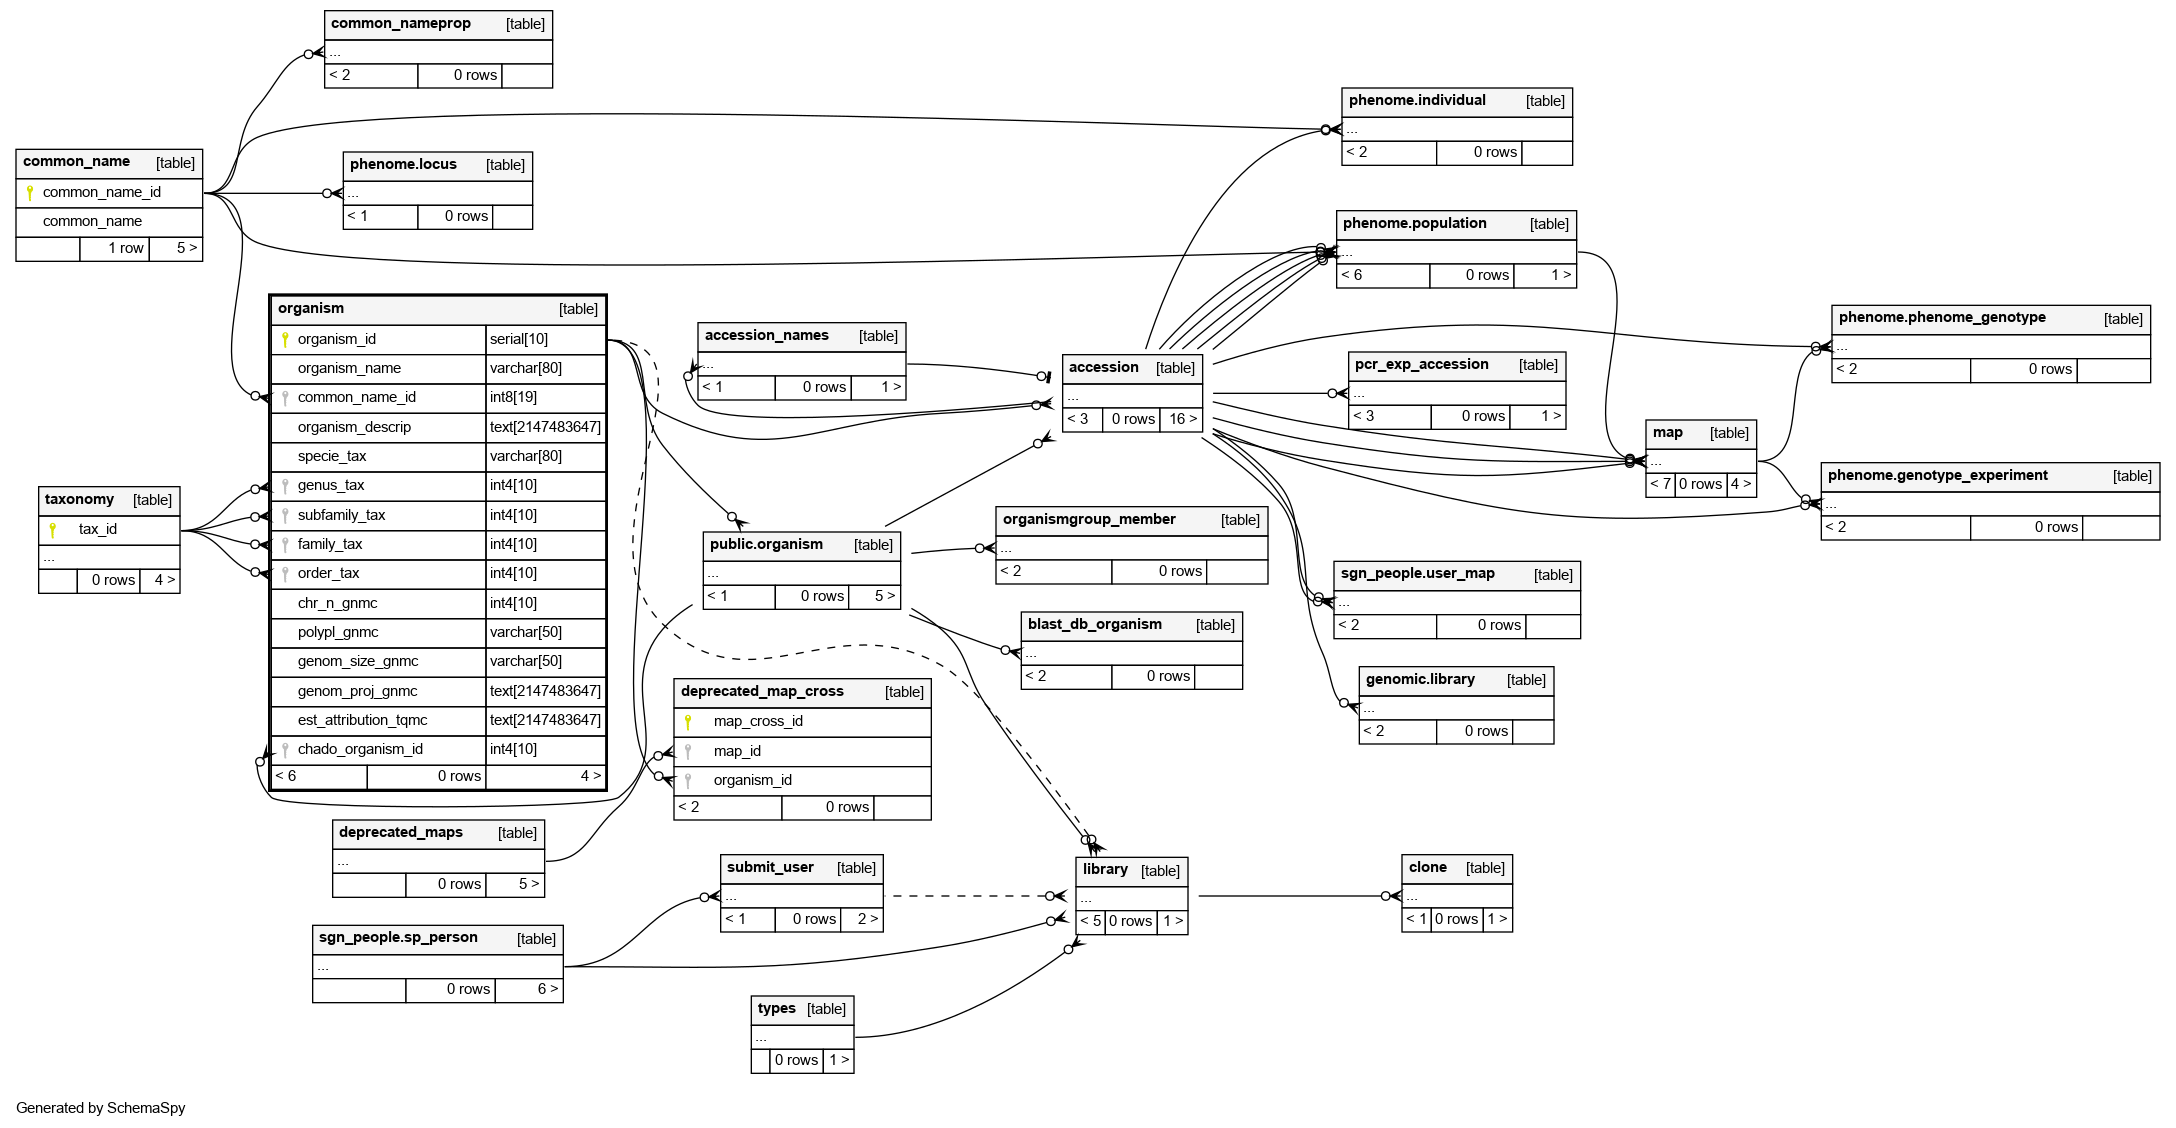 common_nameprop [table]
...
< 2 0 rows
common_name [table]
common_name_id
common_name
1 row 5 >
phenome.locus [table]
...
< 1 0 rows
phenome.individual [table]
...
< 2 0 rows
phenome.population [table]
...
< 6 0 rows 1 >
organism [table]
organism_id serial[10]
organism_name varchar[80]
common_name_id int8[19]
organism_descrip text[2147483647]
specie_tax varchar[80]
genus_tax int4[10]
subfamily_tax int4[10]
family_tax int4[10]
order_tax int4[10]
chr_n_gnmc int4[10]
polypl_gnmc varchar[50]
genom_size_gnmc varchar[50]
genom_proj_gnmc text[2147483647]
est_attribution_tqmc text[2147483647]
chado_organism_id int4[10]
< 6 0 rows 4 >
taxonomy [table]
tax_id
...
0 rows 4 >
accession_names [table]
...
< 1 0 rows 1 >
accession [table]
...
< 3 0 rows 16 >
pcr_exp_accession [table]
...
< 3 0 rows 1 >
phenome.phenome_genotype [table]
...
< 2 0 rows
map [table]
...
< 7 0 rows 4 >
phenome.genotype_experiment [table]
...
< 2 0 rows
public.organism [table]
...
< 1 0 rows 5 >
organismgroup_member [table]
...
< 2 0 rows
blast_db_organism [table]
...
< 2 0 rows
sgn_people.user_map [table]
...
< 2 0 rows
genomic.library [table]
...
< 2 0 rows
deprecated_map_cross [table]
map_cross_id
map_id
organism_id
< 2 0 rows
deprecated_maps [table]
...
0 rows 5 >
submit_user [table]
...
< 1 0 rows 2 >
library [table]
...
< 5 0 rows 1 >
clone [table]
...
< 1 0 rows 1 >
sgn_people.sp_person [table]
...
0 rows 6 >
types [table]
...
0 rows 1 >
Generated by SchemaSpy